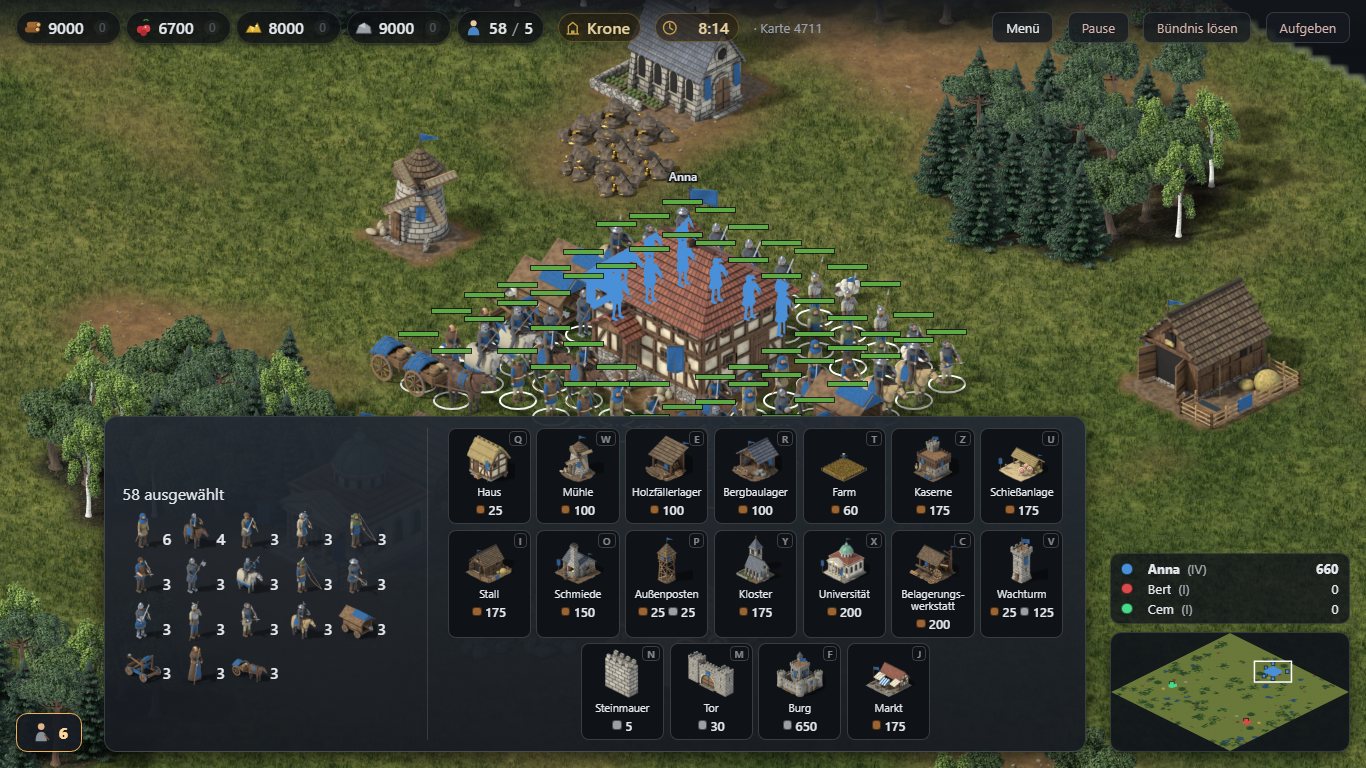 9000 0 6700 0 8000 0 9000 0 58 / 5 Krone 8:14 · Karte 4711 Menü Pause Bündnis lösen Aufgeben
Anna
58 ausgewählt
6 4 3 3 3
3 3 3 3 3
3 3 3 3 3
3 3 3
Q W E R T Z U
Haus Mühle Holzfällerlager Bergbaulager Farm Kaserne Schießanlage
25 100 100 100 60 175 175
I O P Y X C V
Stall Schmiede Außenposten Kloster Universität Belagerungs-
werkstatt Wachturm
175 150 25 25 175 200 200 25 125
N M F J
Steinmauer Tor Burg Markt
5 30 650 175
Anna (IV) 660
Bert (I) 0
Cem (I) 0
6